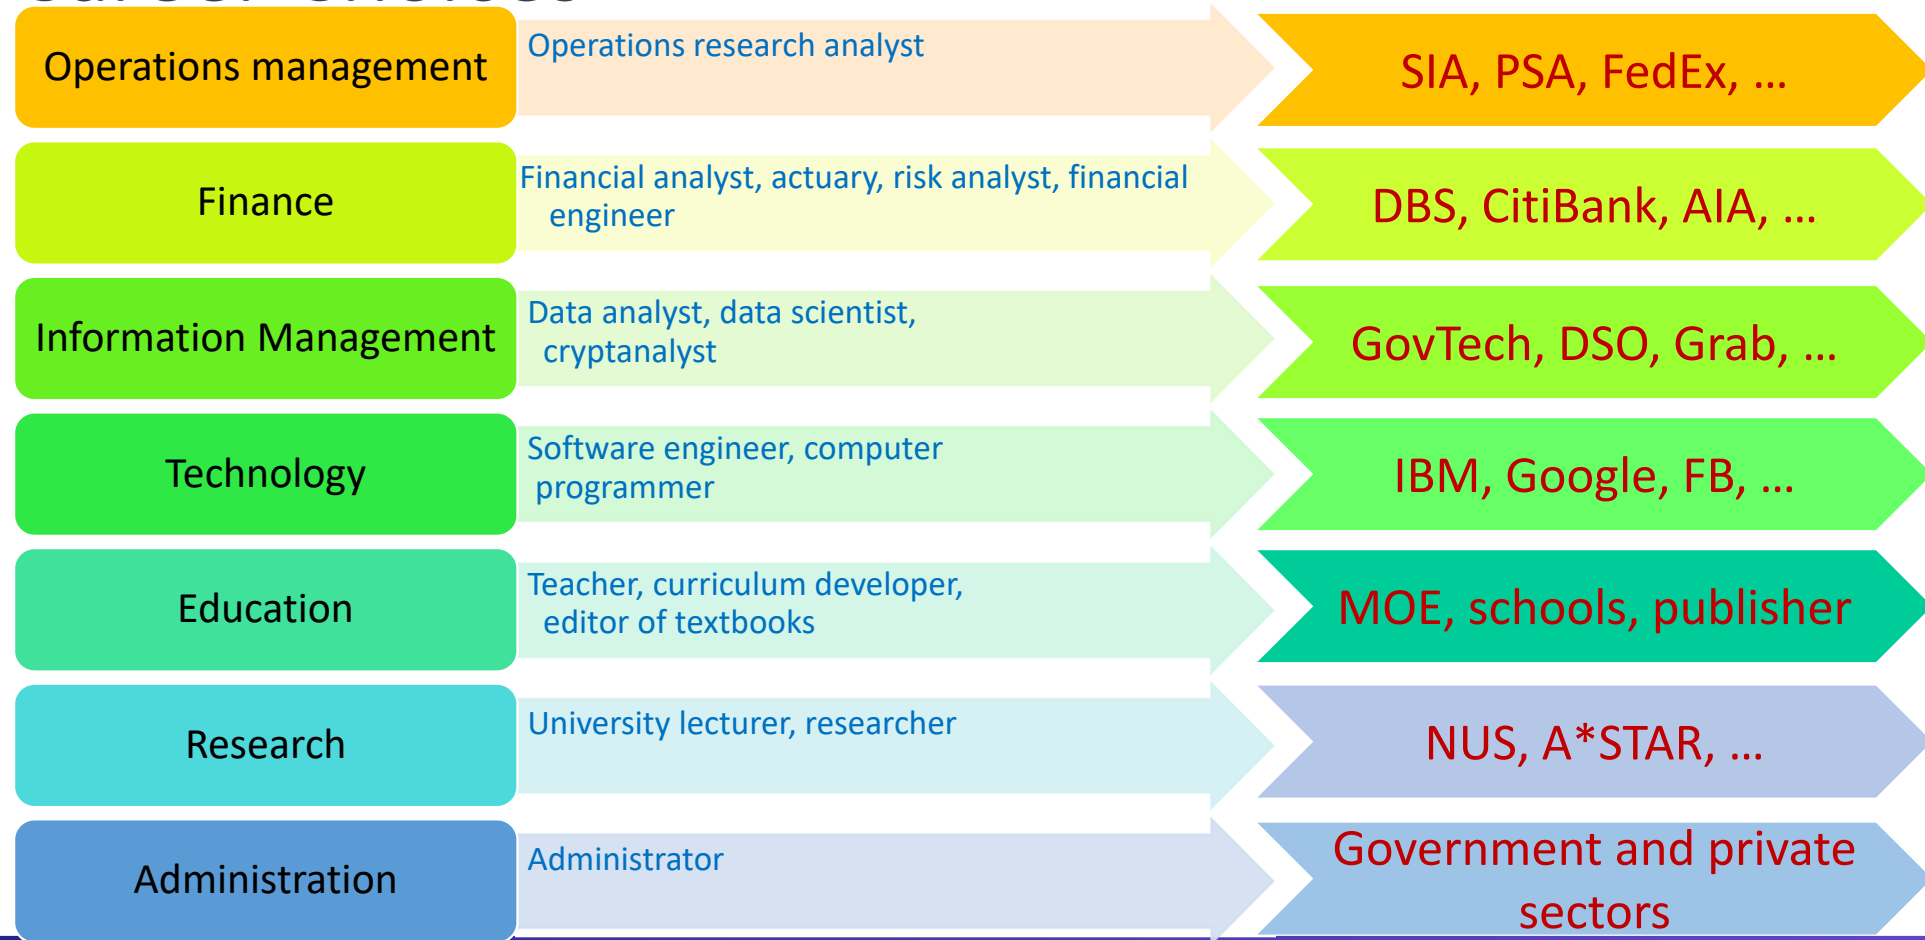 Operations management
Operations research analyst
SIA, PSA, FedEx, ...
Finance
Financial analyst, actuary, risk analyst, financial
engineer
DBS, CitiBank, AIA, ...
Information Management
Data analyst, data scientist,
cryptanalyst
GovTech, DSO, Grab, ...
Technology
Software engineer, computer
programmer
IBM, Google, FB, ...
Education
Teacher, curriculum developer,
editor of textbooks
MOE, schools, publisher
Research
University lecturer, researcher
NUS, A*STAR, ...
Administration
Administrator
Government and private
sectors